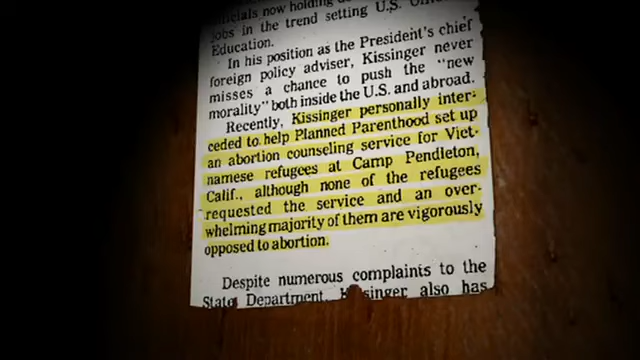 now holding
jobs in the trend setting U.S.
Education.
In his position as the President's chief
foreign policy adviser, Kissinger never
misses a chance to push the "new
morality" both inside the U.S. and abroad.
Recently, Kissinger personally inter-
ceded to help Planned Parenthood set up
an abortion counseling service for Viet-
namese refugees at Camp Pendleton,
Calif., although none of the refugees
requested the service and an over-
whelming majority of them are vigorously
opposed to abortion.
Despite numerous complaints to the
State Department, Kissinger also has